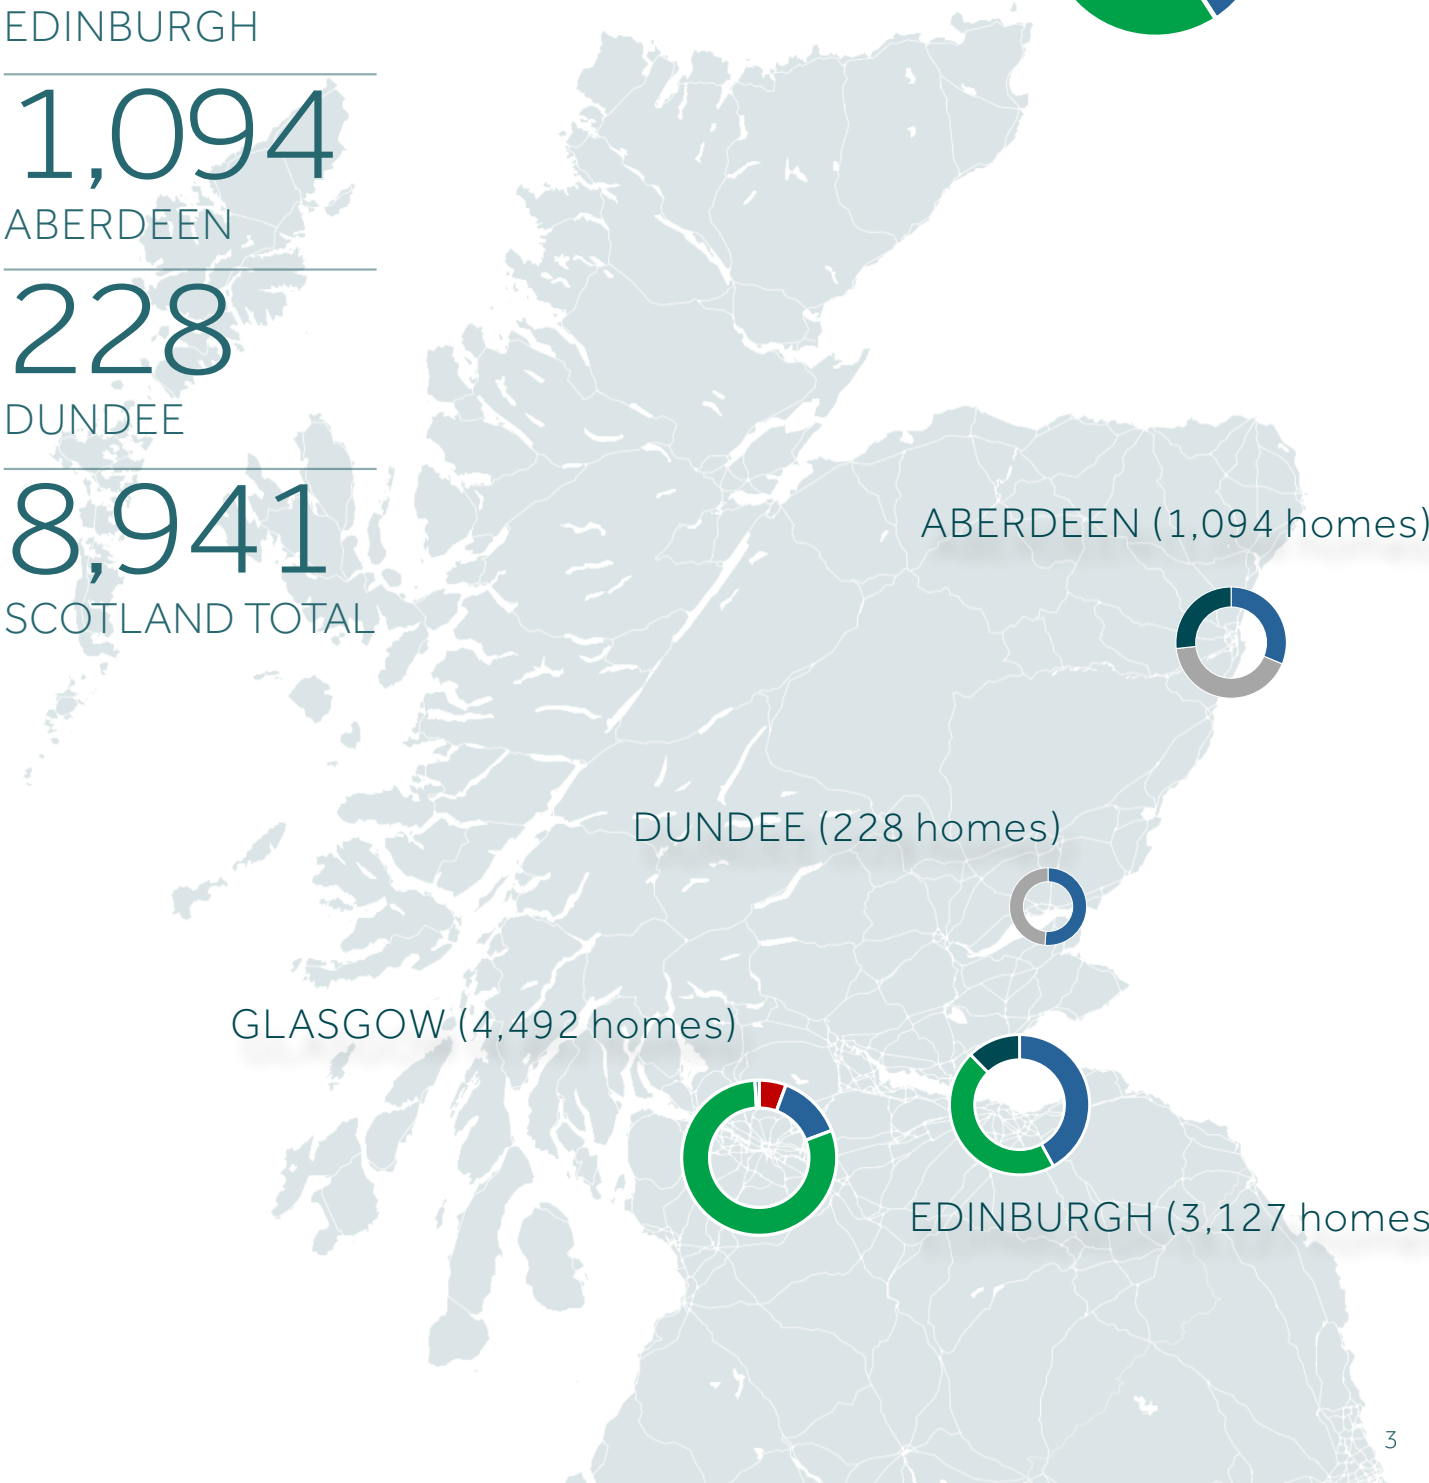 EDINBURGH
1,094
ABERDEEN
228
DUNDEE
8,941
SCOTLAND TOTAL
ABERDEEN (1,094 homes)
DUNDEE (228 homes)
GLASGOW (4,492 homes)
EDINBURGH (3,127 homes
3